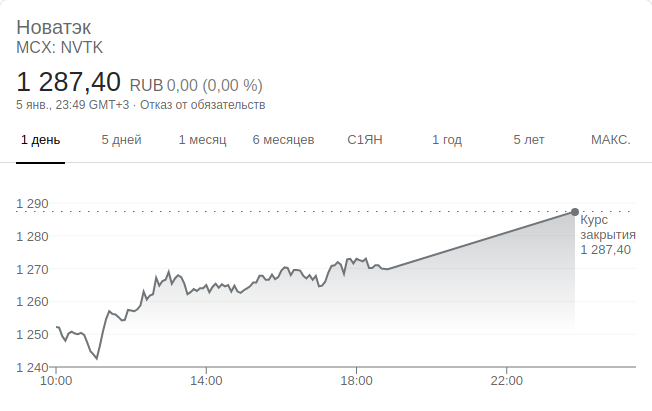 Новатэк
MCX: NVTK
1 287,40 RUB 0,00 (0,00 %)
5 янв., 23:49 GMT+3 · Отказ от обязательств
1 день 5 дней 1 месяц 6 месяцев С1ЯН 1 год 5 лет МАКС.
1 290
Курс
закрытия
1 287,40
1 280
1 270
1 260
1 250
1 240
10:00 14:00 18:00 22:00